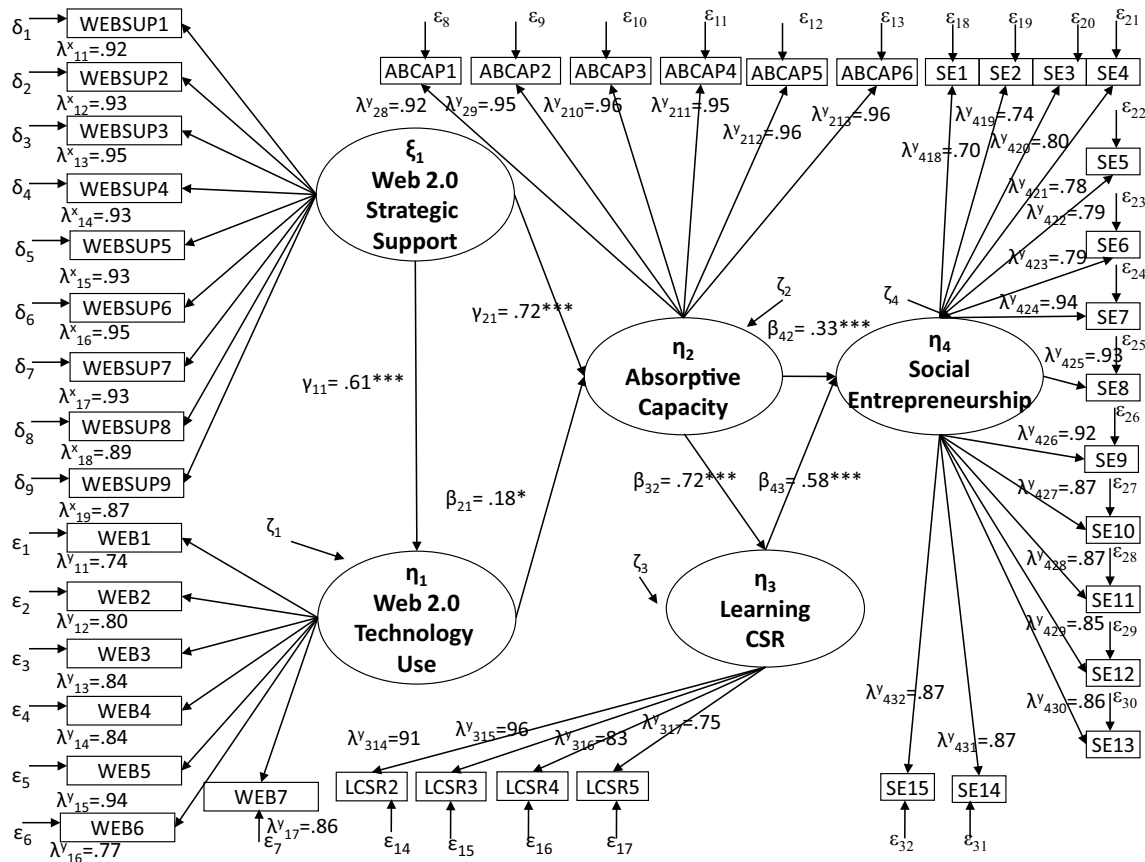 δ1
WEBSUP1
λx11=.92
δ2
WEBSUP2
λx12=.93
δ3
WEBSUP3
λx13=.95
δ4
WEBSUP4
λx14=.93
δ5
WEBSUP5
λx15=.93
δ6
WEBSUP6
λx16=.95
δ7
WEBSUP7
λx17=.93
δ8
WEBSUP8
λx18=.89
δ9
WEBSUP9
λx19=.87
ε1
WEB1
λy11=.74
ε2
WEB2
λy12=.80
ε3
WEB3
λy13=.84
ε4
WEB4
λy14=.84
ε5
WEB5
λy15=.94
ε6
WEB6
λy16=.77
WEB7
λy17=.86
ε7
ξ1
Web 2.0
Strategic
Support
γ11= .61***
γ21= .72***
ζ1
η1
Web 2.0
Technology
Use
β21= .18*
ε8
ε9
ε10
ε11
ε12
ε13
ABCAP1
ABCAP2
ABCAP3
ABCAP4
ABCAP5
ABCAP6
λy28=.92
λy29=.95
λy210=.96
λy211=.95
λy212=.96
λy213=.96
ζ2
η2
Absorptive
Capacity
β42= .33***
β32= .72***
β43= .58***
ζ3
η3
Learning
CSR
λy314=91
λy315=96
λy316=83
λy317=.75
LCSR2
LCSR3
LCSR4
LCSR5
ε14
ε15
ε16
ε17
ζ4
η4
Social
Entrepreneurship
ε18
ε19
ε20
ε21
SE1
SE2
SE3
SE4
λy418=.70
λy419=.74
λy420=.80
λy421=.78
ε22
SE5
λy422=.79
ε23
SE6
λy423=.79
ε24
SE7
λy424=.94
ε25
SE8
λy425=.93
ε26
SE9
λy426=.92
ε27
SE10
λy427=.87
ε28
SE11
λy428=.87
ε29
SE12
λy429=.85
ε30
SE13
λy430=.86
λy431=.87
SE14
ε31
λy432=.87
SE15
ε32